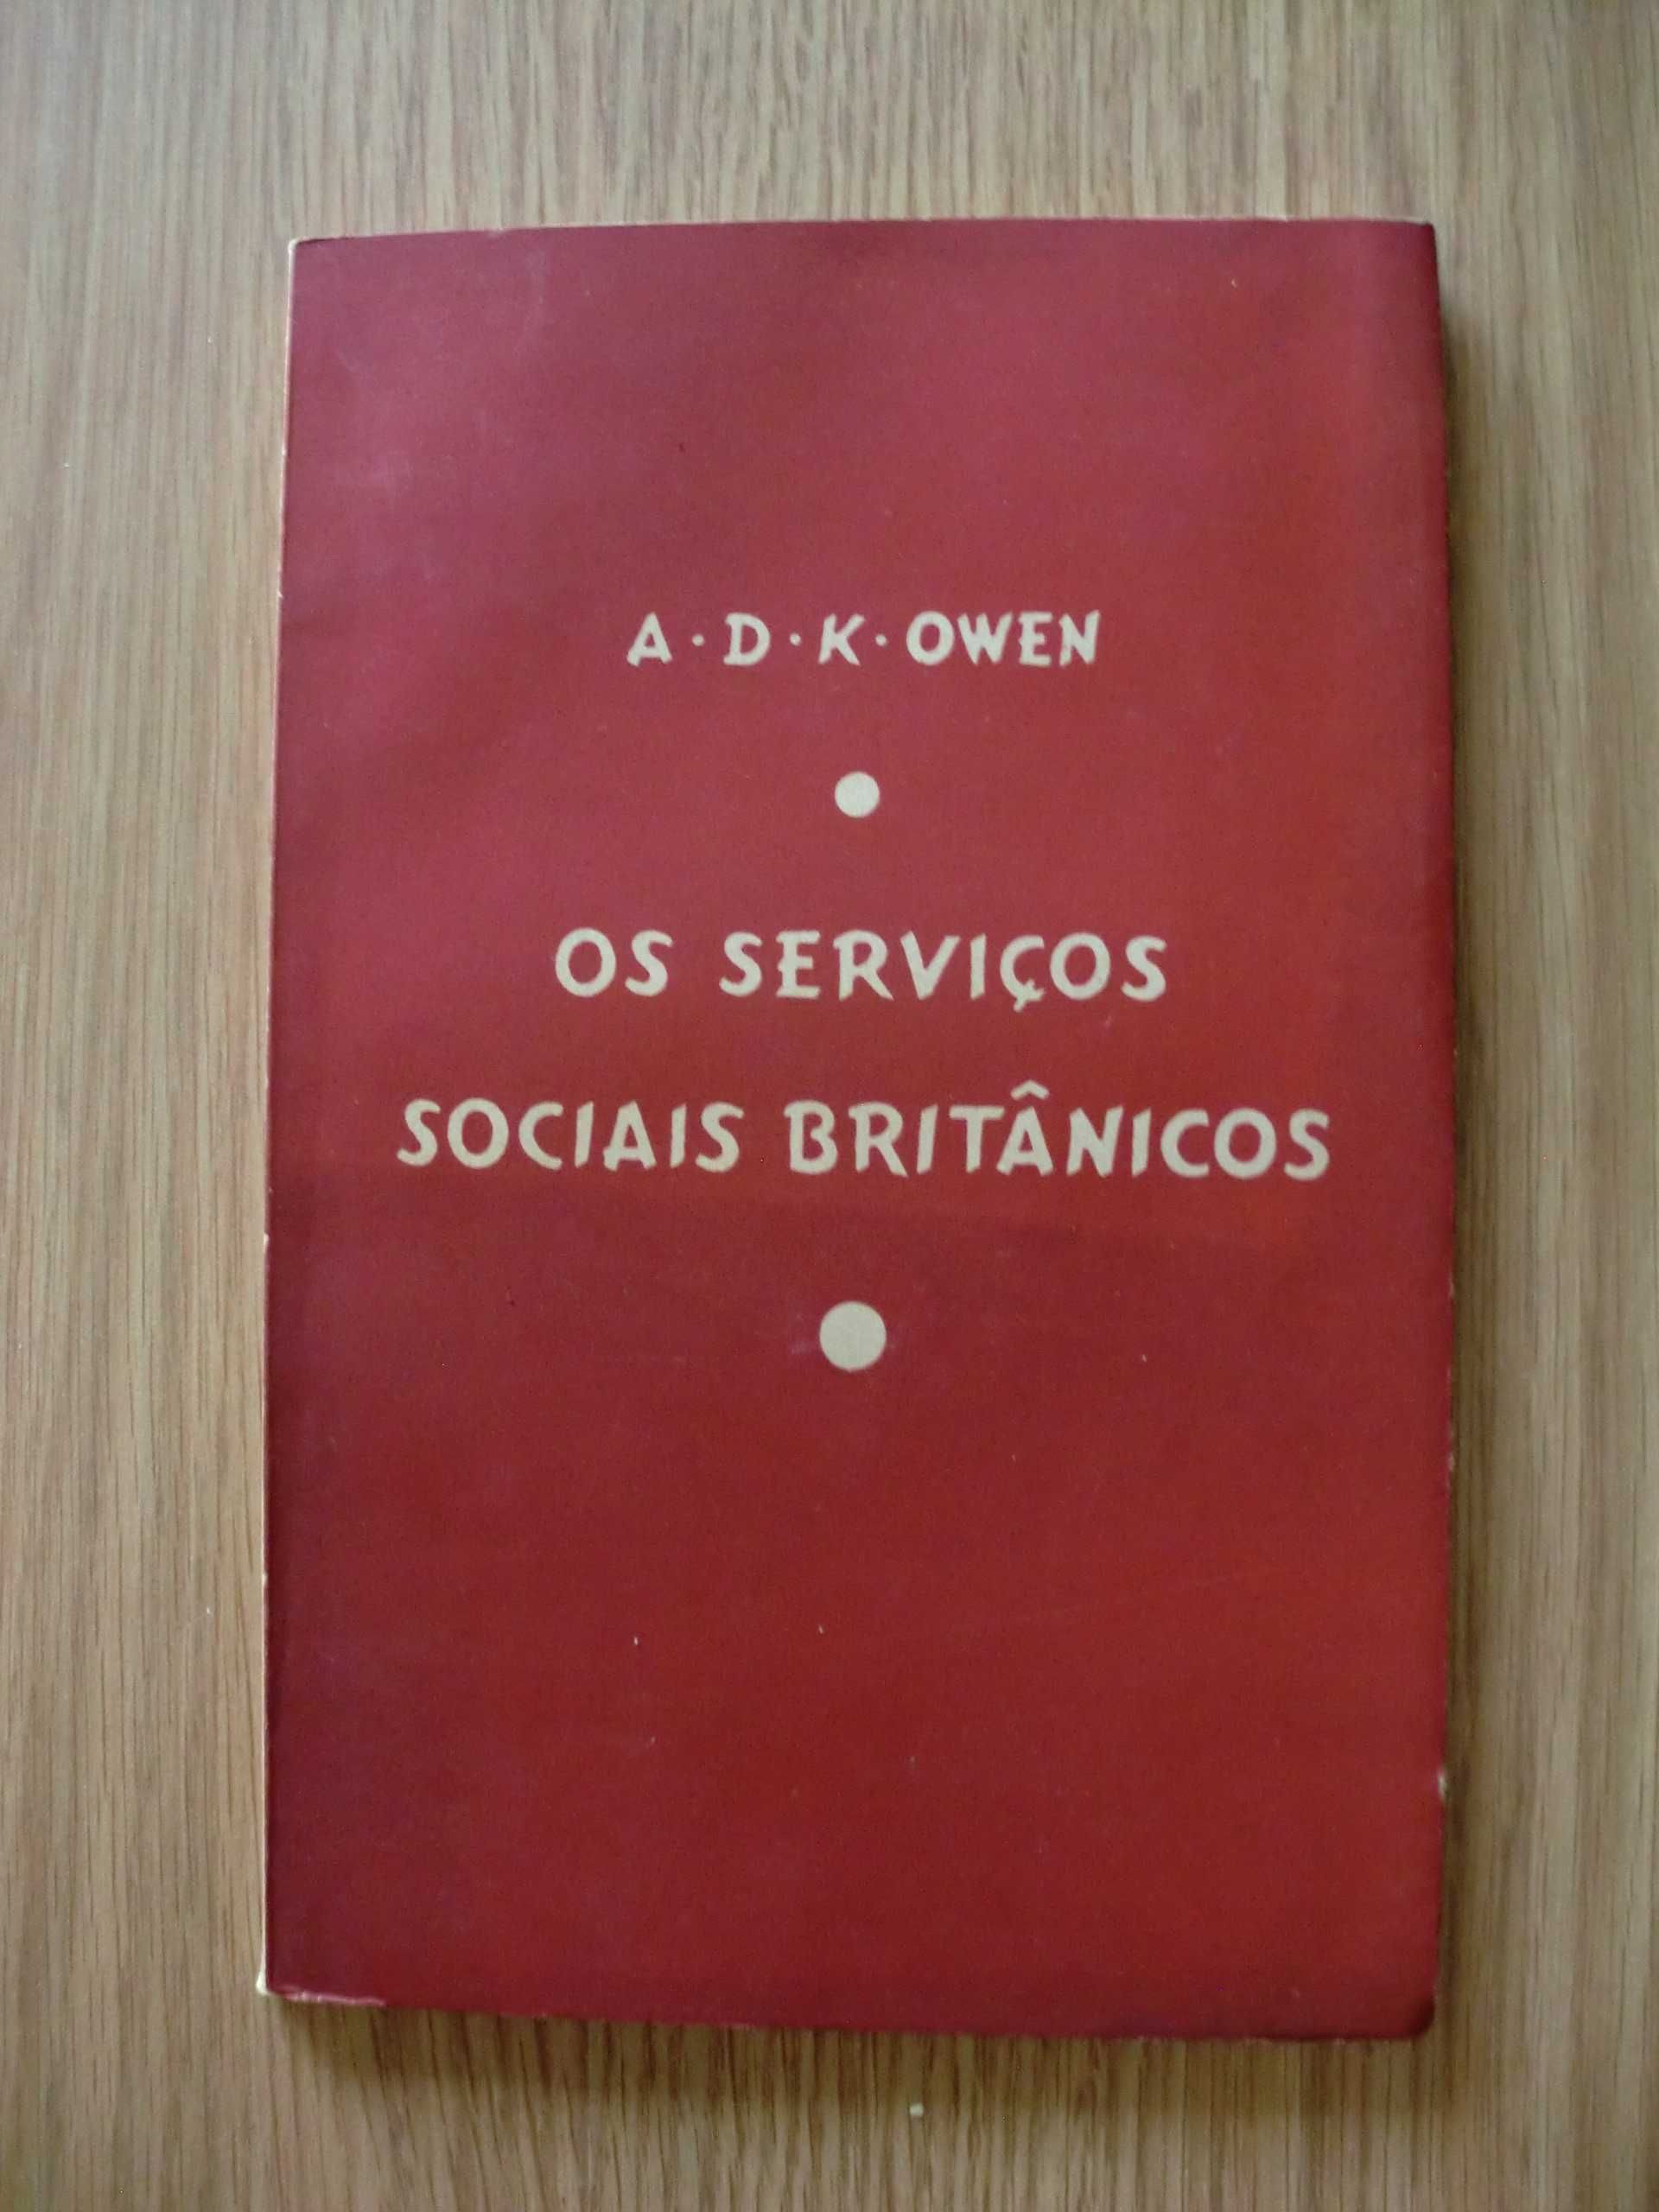 A·D·K·OWEN
OS SERVIÇOS
SOCIAIS BRITÂNICOS